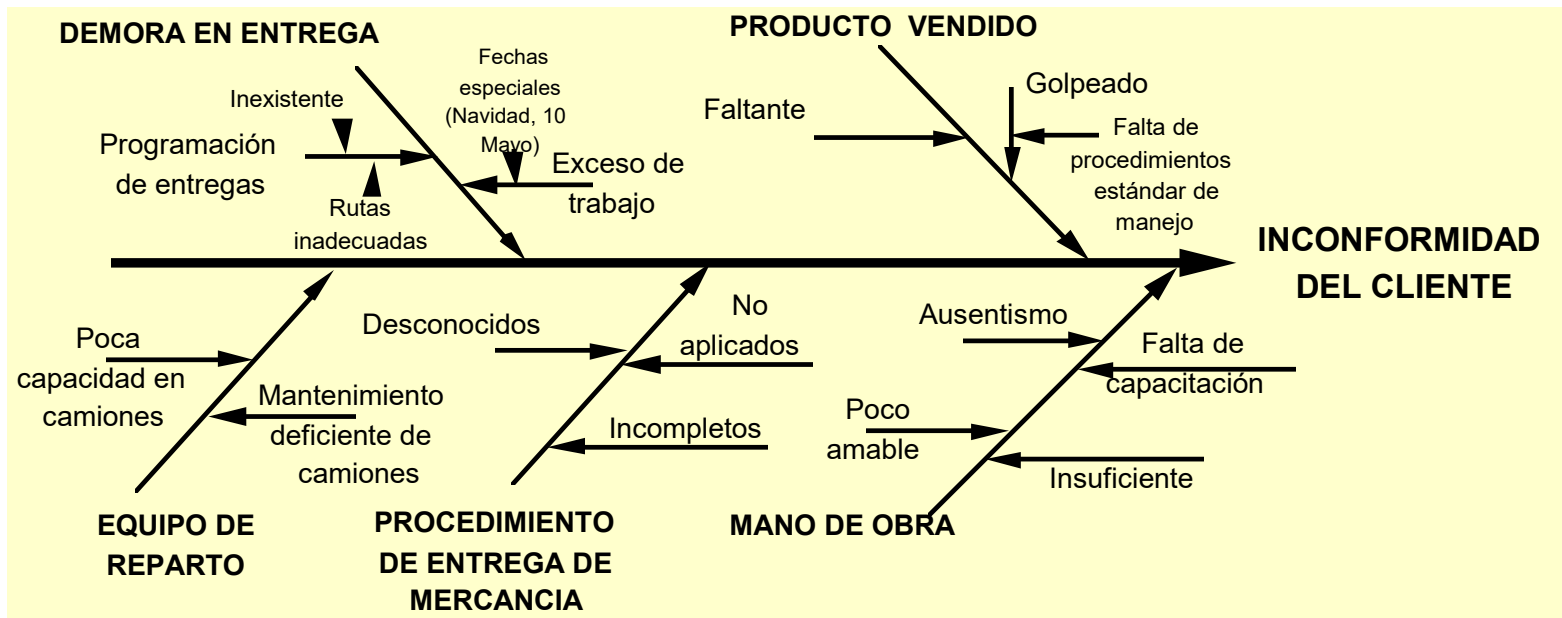 DEMORA EN ENTREGA
Inexistente
Programación
de entregas
Rutas
inadecuadas
Fechas
especiales
(Navidad, 10
Mayo)
Exceso de
trabajo
PRODUCTO VENDIDO
Faltante
Golpeado
Falta de
procedimientos
estándar de
manejo
INCONFORMIDAD
DEL CLIENTE
Poca
capacidad en
camiones
Mantenimiento
deficiente de
camiones
EQUIPO DE
REPARTO
Desconocidos
No
aplicados
Incompletos
PROCEDIMIENTO
DE ENTREGA DE
MERCANCIA
Ausentismo
Falta de
capacitación
Poco
amable
Insuficiente
MANO DE OBRA